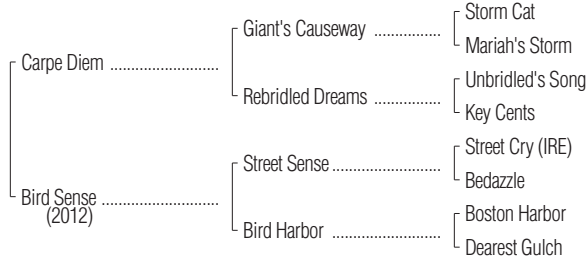 Storm Cat
Giant's Causeway ................
Mariah's Storm
Carpe Diem ..........................
Unbridled's Song
Rebridled Dreams ................
Key Cents
Street Cry (IRE)
Street Sense..........................
Bedazzle
Bird Sense ............................
(2012)
Boston Harbor
Bird Harbor ..........................
Dearest Gulch